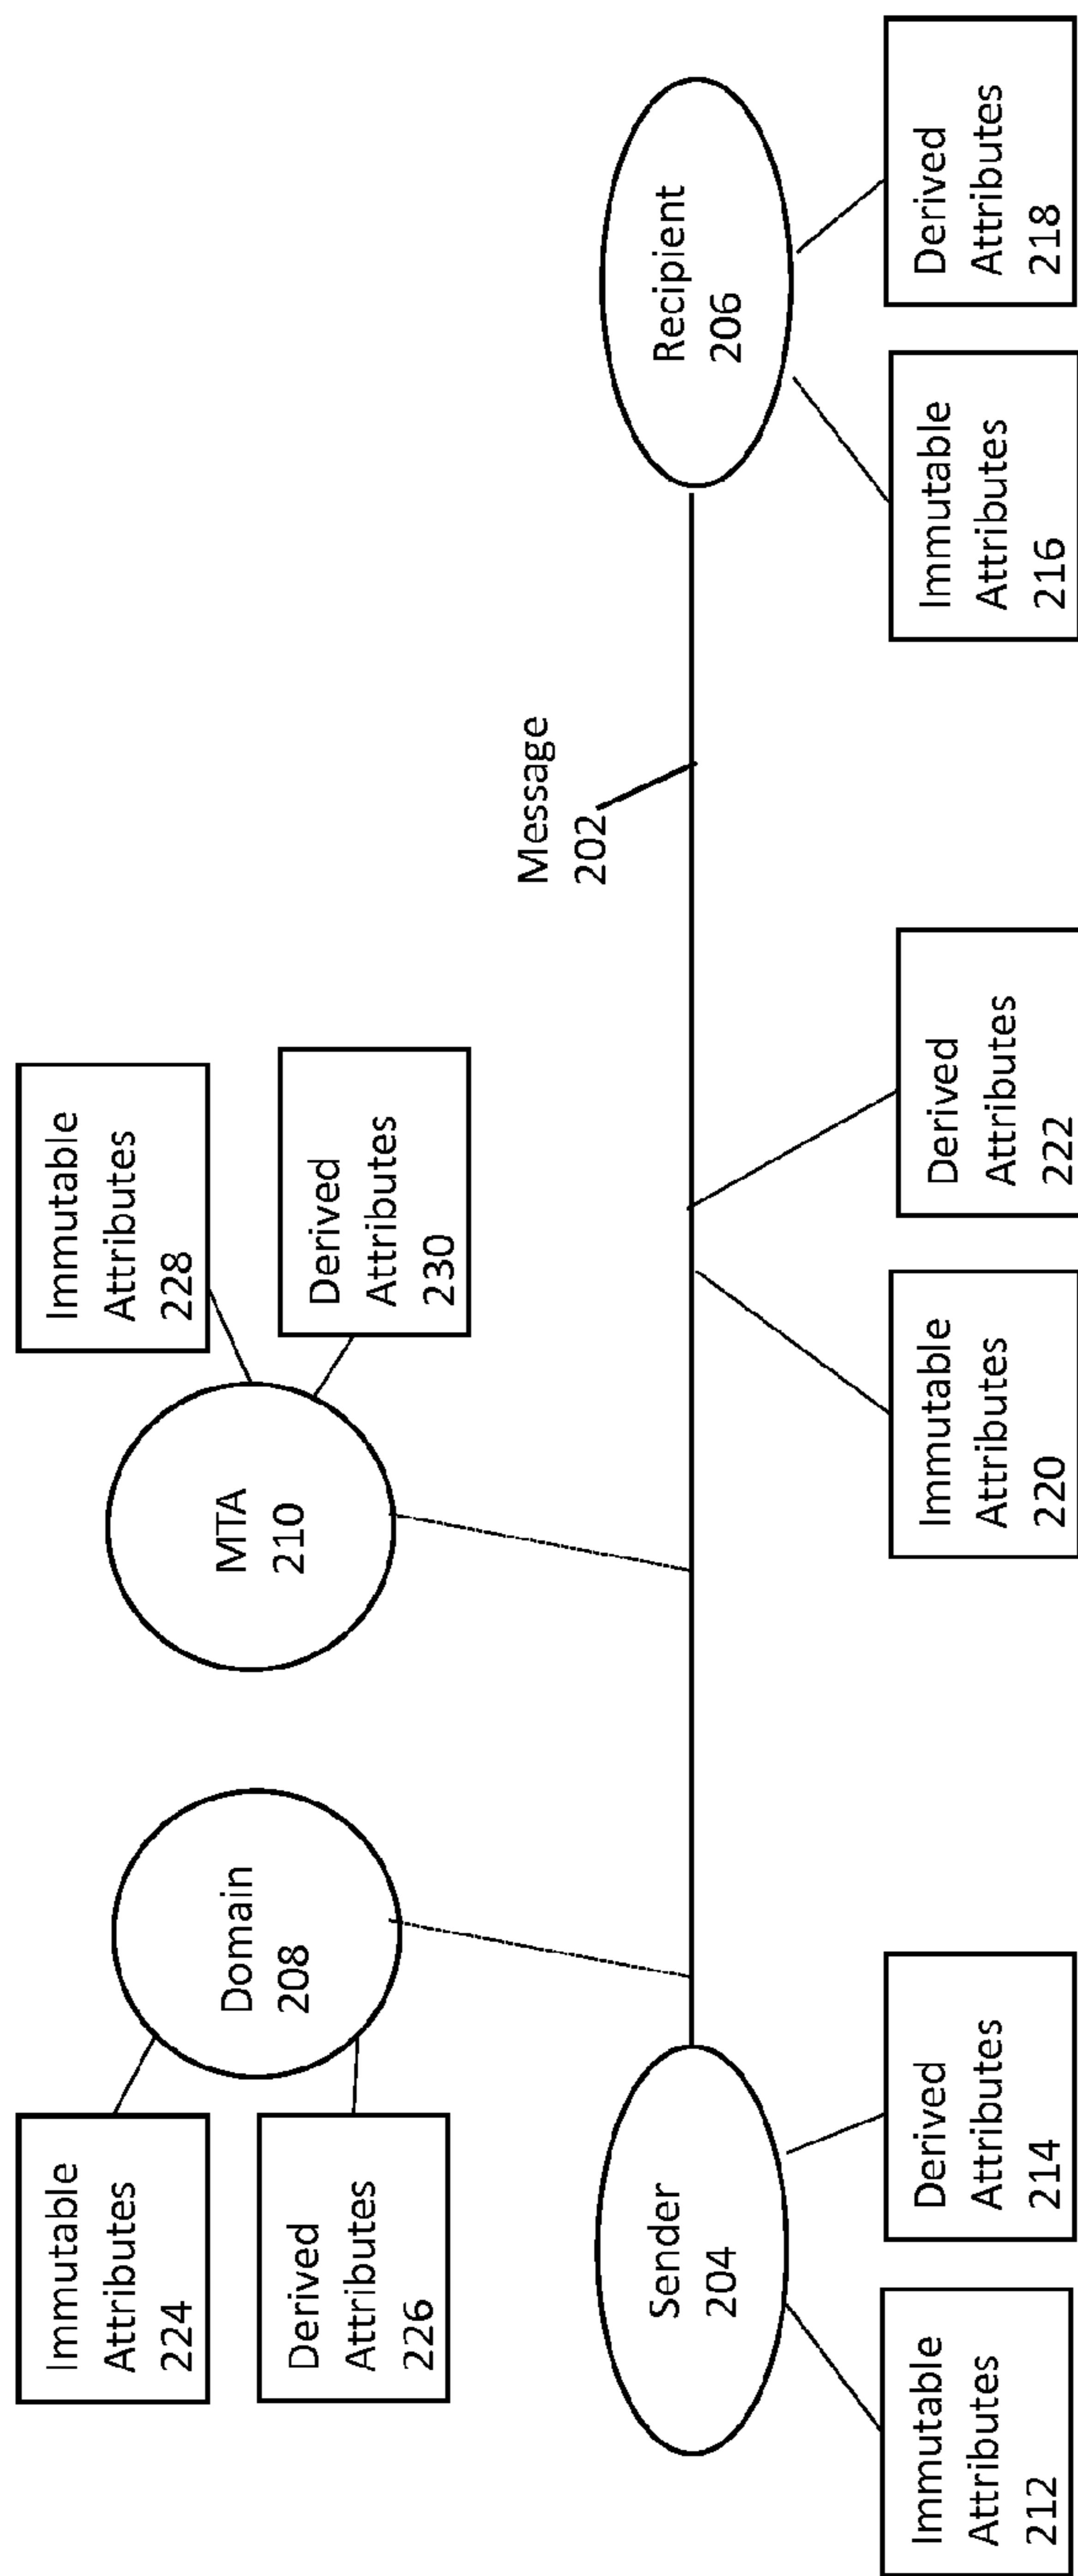 Immutable
Attributes
224
Derived
Attributes
226
Domain
208
MTA
210
Immutable
Attributes
228
Derived
Attributes
230
Sender
204
Message
202
Recipient
206
Immutable
Attributes
212
Derived
Attributes
214
Immutable
Attributes
220
Derived
Attributes
222
Immutable
Attributes
216
Derived
Attributes
218